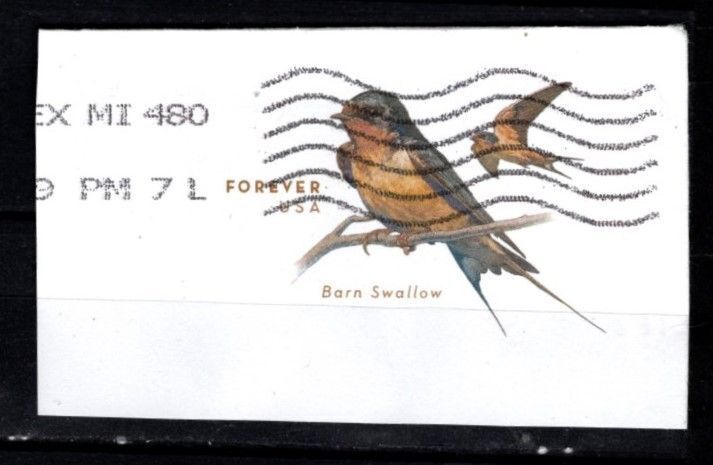 EX MI 480
9 PM 7 L
FOREVER
USA
Barn Swallow